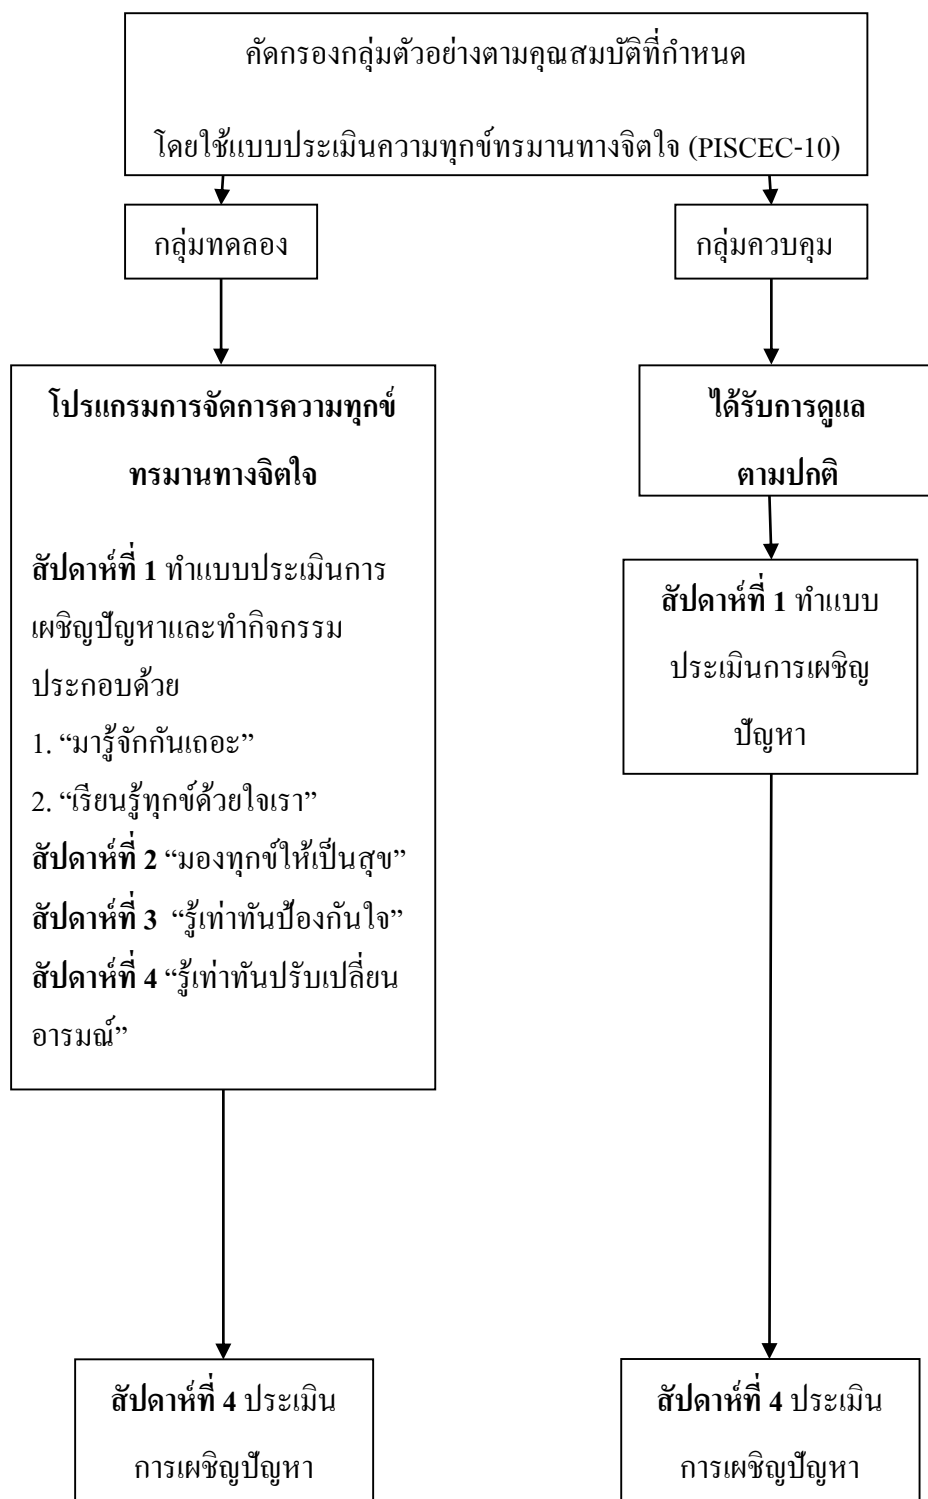 คัดกรองกลุ่มตัวอย่างตามคุณสมบัติที่กำหนด
โดยใช้แบบประเมินความทุกข์ทรมานทางจิตใจ (PISCEC-10)
กลุ่มทดลอง
กลุ่มควบคุม
โปรแกรมการจัดการความทุกข์
ทรมานทางจิตใจ
สัปดาห์ที่ 1 ทำแบบประเมินการ
เผชิญปัญหาและทำกิจกรรม
ประกอบด้วย
1. “มารู้จักกันเถอะ”
2. “เรียนรู้ทุกข์ด้วยใจเรา”
สัปดาห์ที่ 2 “มองทุกข์ให้เป็นสุข”
สัปดาห์ที่ 3 “รู้เท่าทันป้องกันใจ”
สัปดาห์ที่ 4 “รู้เท่าทันปรับเปลี่ยน
อารมณ์”
ได้รับการดูแล
ตามปกติ
สัปดาห์ที่ 1 ทำแบบ
ประเมินการเผชิญ
ปัญหา
สัปดาห์ที่ 4 ประเมิน
การเผชิญปัญหา
สัปดาห์ที่ 4 ประเมิน
การเผชิญปัญหา